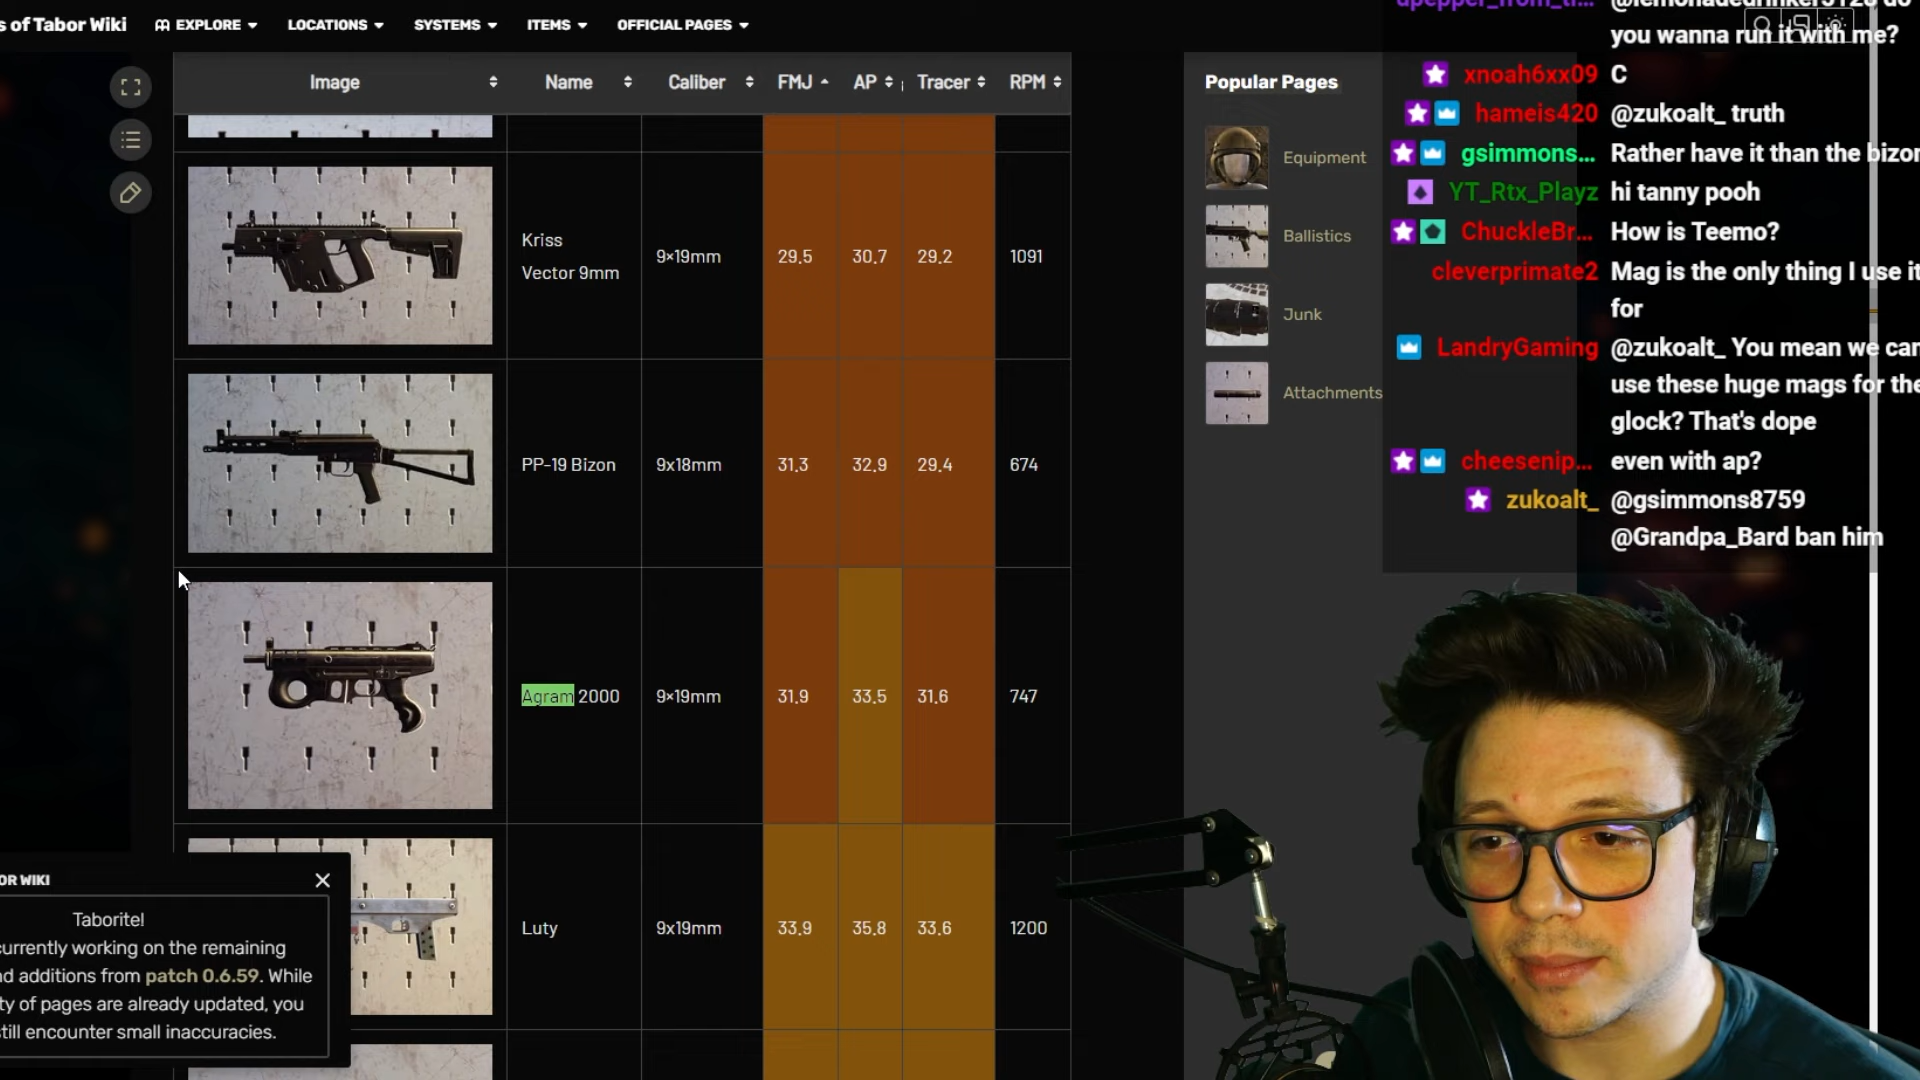 s of Tabor Wiki
EXPLORE
LOCATIONS
SYSTEMS
ITEMS
OFFICIAL PAGES
Image Name Caliber FMJ AP Tracer RPM
Kriss
Vector 9mm
9×19mm 29.5 30.7 29.2 1091
PP-19 Bizon 9x18mm 31.3 32.9 29.4 674
Agram 2000 9×19mm 31.9 33.5 31.6 747
Luty 9x19mm 33.9 35.8 33.6 1200
OR WIKI
Taborite!
currently working on the remaining
nd additions from patch 0.6.59. While
ty of pages are already updated, you
still encounter small inaccuracies.
Popular Pages
Equipment
Ballistics
Junk
Attachments
you wanna run it with me?
xnoah6xx09 C
hameis420 @zukoalt_ truth
gsimmons... Rather have it than the bizon
YT_Rtx_Playz hi tanny pooh
ChuckleBr... How is Teemo?
cleverprimate2 Mag is the only thing I use it
for
LandryGaming @zukoalt_ You mean we can
use these huge mags for the
glock? That's dope
cheesenip... even with ap?
zukoalt_ @gsimmons8759
@Grandpa_Bard ban him